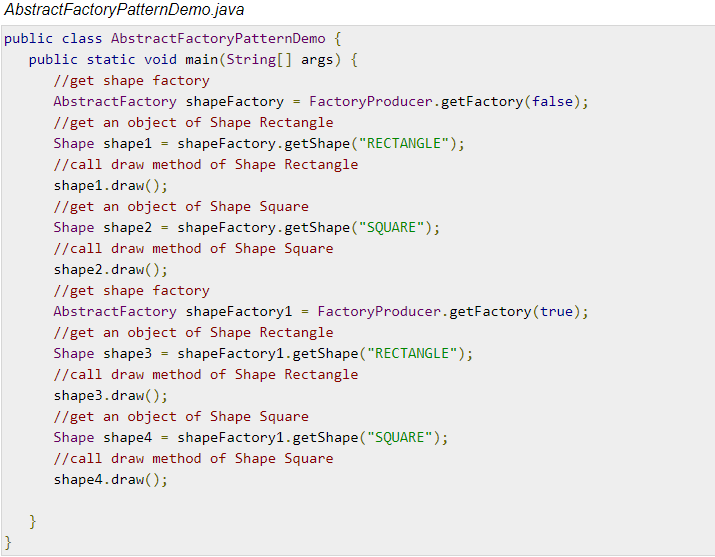 AbstractFactoryPatternDemo.java
public class AbstractFactoryPatternDemo {
   public static void main(String[] args) {
      //get shape factory
      AbstractFactory shapeFactory = FactoryProducer.getFactory(false);
      //get an object of Shape Rectangle
      Shape shape1 = shapeFactory.getShape("RECTANGLE");
      //call draw method of Shape Rectangle
      shape1.draw();
      //get an object of Shape Square
      Shape shape2 = shapeFactory.getShape("SQUARE");
      //call draw method of Shape Square
      shape2.draw();
      //get shape factory
      AbstractFactory shapeFactory1 = FactoryProducer.getFactory(true);
      //get an object of Shape Rectangle
      Shape shape3 = shapeFactory1.getShape("RECTANGLE");
      //call draw method of Shape Rectangle
      shape3.draw();
      //get an object of Shape Square
      Shape shape4 = shapeFactory1.getShape("SQUARE");
      //call draw method of Shape Square
      shape4.draw();

   }
}